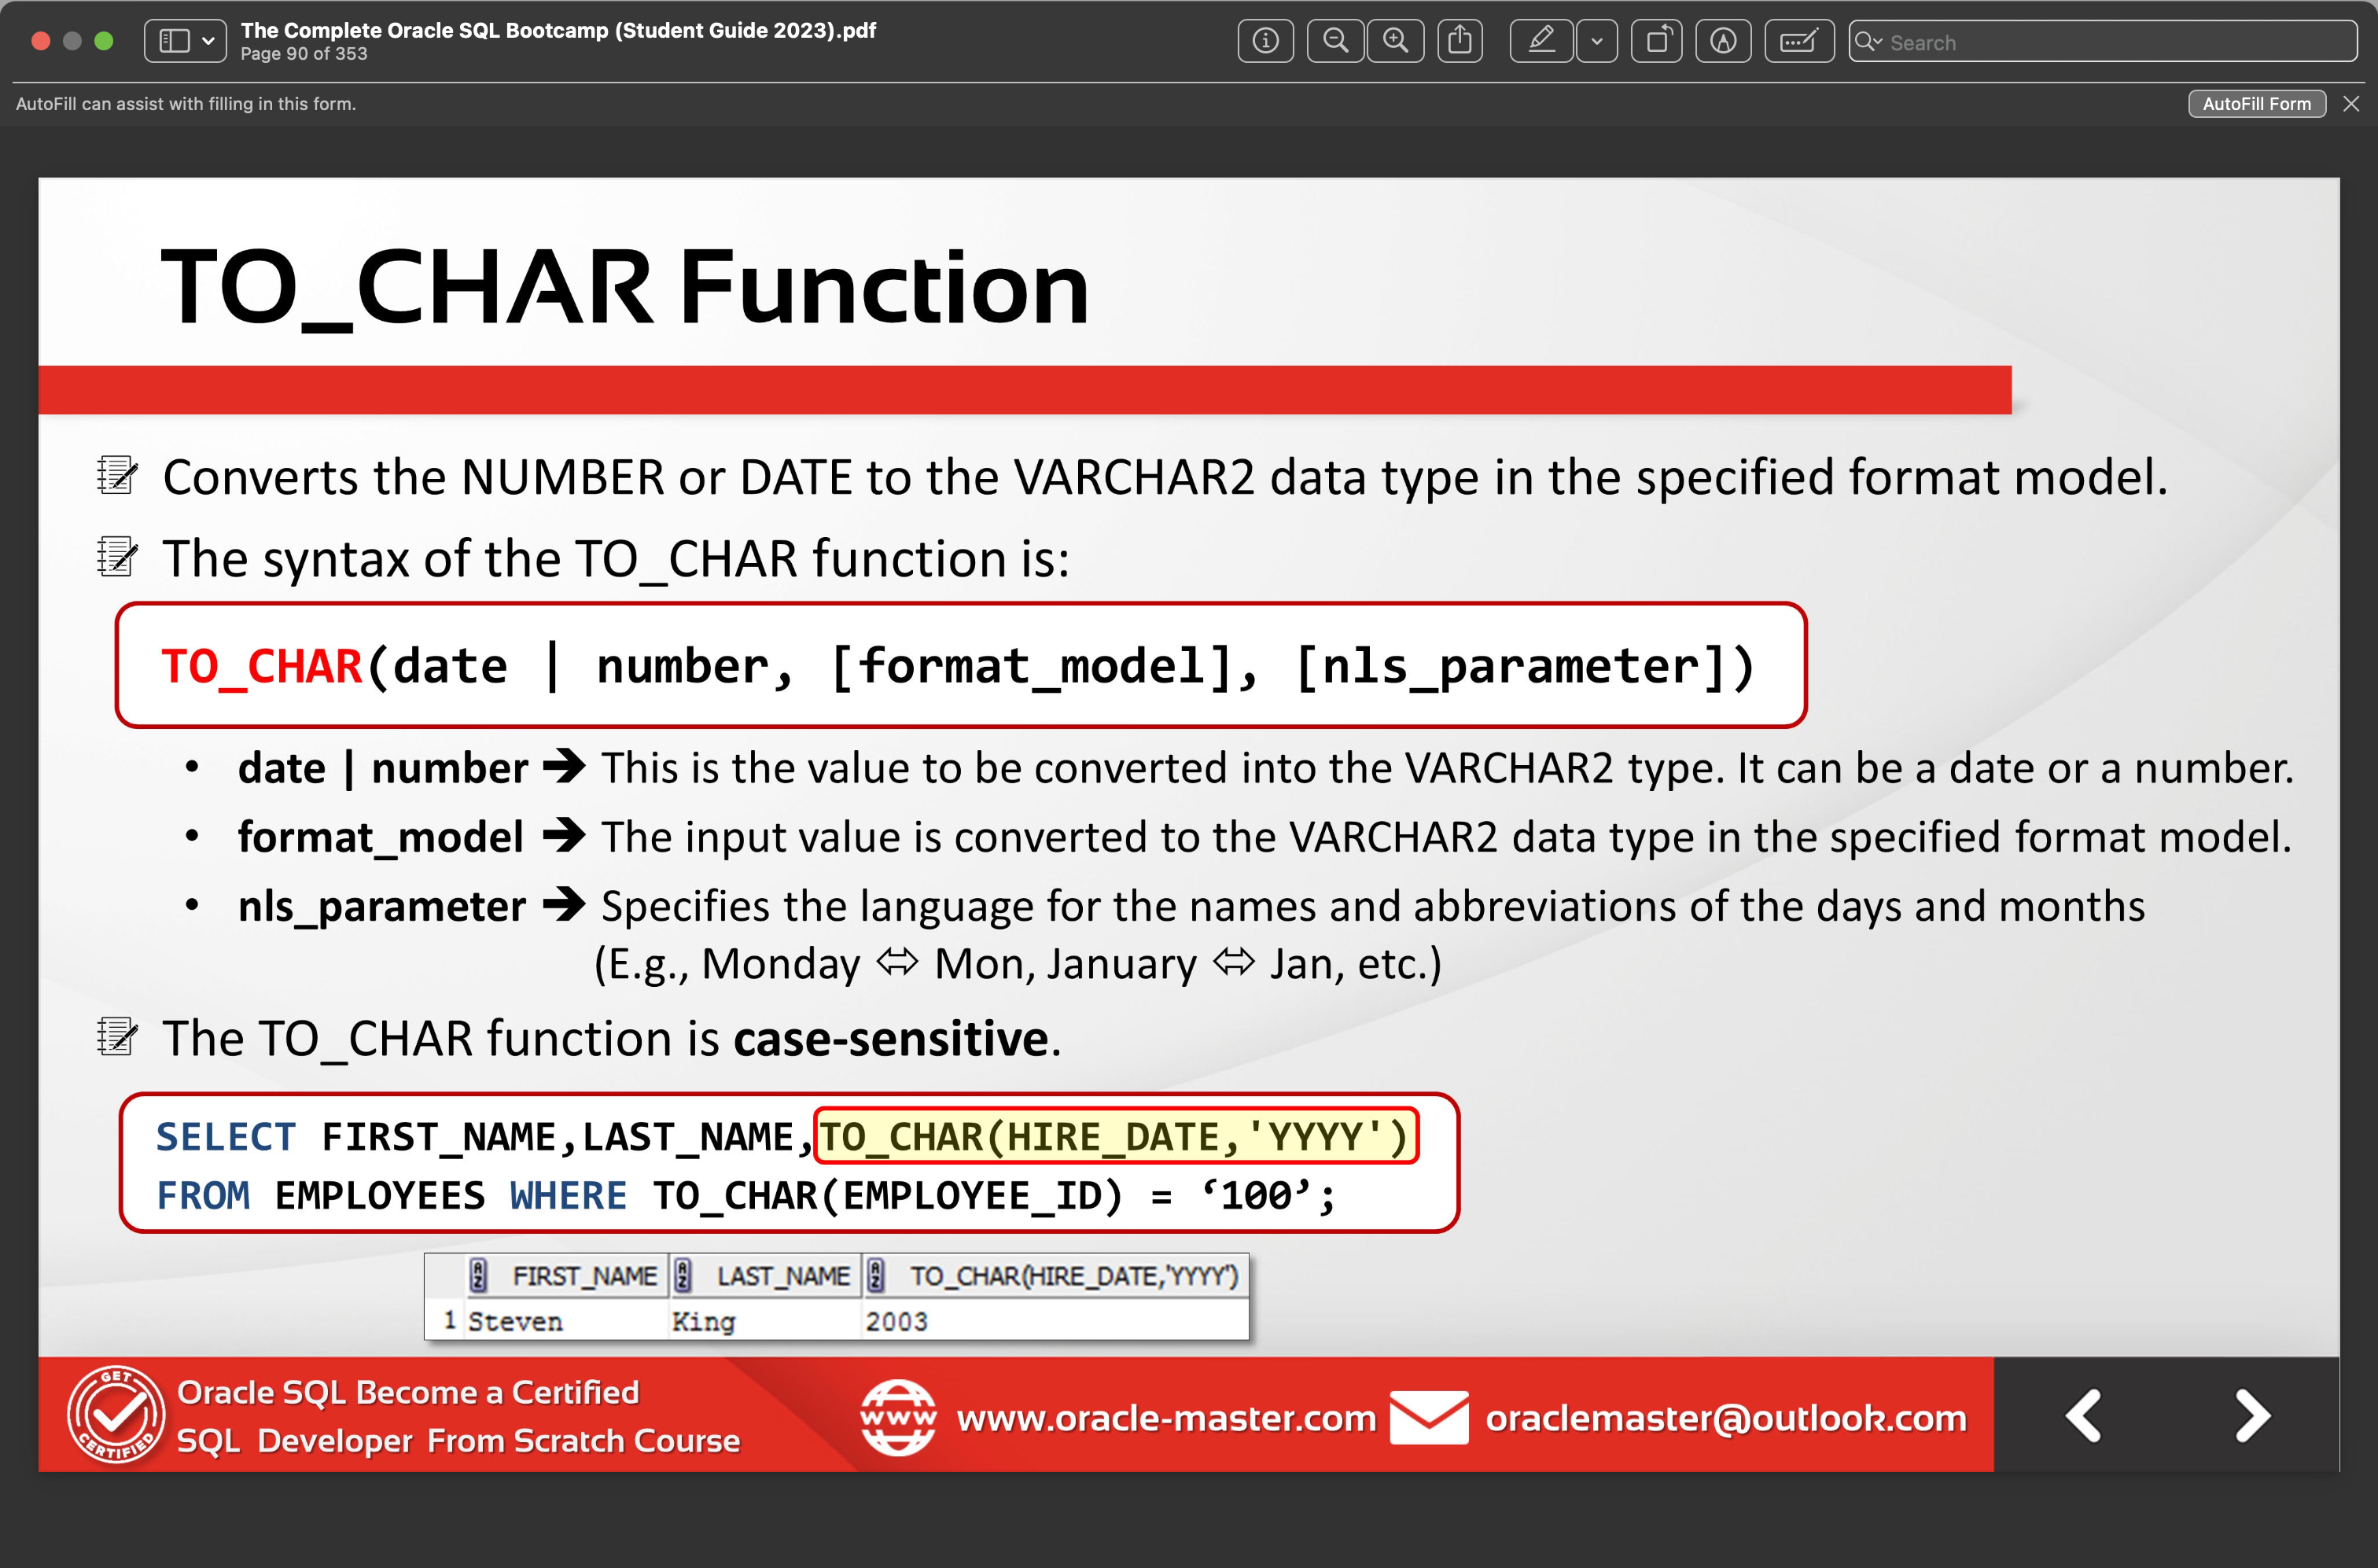 The Complete Oracle SQL Bootcamp (Student Guide 2023).pdf
Page 90 of 353
Search
AutoFill can assist with filling in this form.
AutoFill Form
TO_CHAR Function
Converts the NUMBER or DATE to the VARCHAR2 data type in the specified format model.
The syntax of the TO_CHAR function is:
TO_CHAR(date | number, [format_model], [nls_parameter])
• date | number ➔ This is the value to be converted into the VARCHAR2 type. It can be a date or a number.
• format_model ➔ The input value is converted to the VARCHAR2 data type in the specified format model.
• nls_parameter ➔ Specifies the language for the names and abbreviations of the days and months
(E.g., Monday ⬄ Mon, January ⬄ Jan, etc.)
The TO_CHAR function is case-sensitive.
SELECT FIRST_NAME,LAST_NAME,TO_CHAR(HIRE_DATE,'YYYY')
FROM EMPLOYEES WHERE TO_CHAR(EMPLOYEE_ID) = ‘100’;
FIRST_NAME LAST_NAME TO_CHAR(HIRE_DATE,'YYYY')
1 Steven King 2003
GET CERTIFIED
Oracle SQL Become a Certified
SQL Developer From Scratch Course
www
www.oracle-master.com
oraclemaster@outlook.com